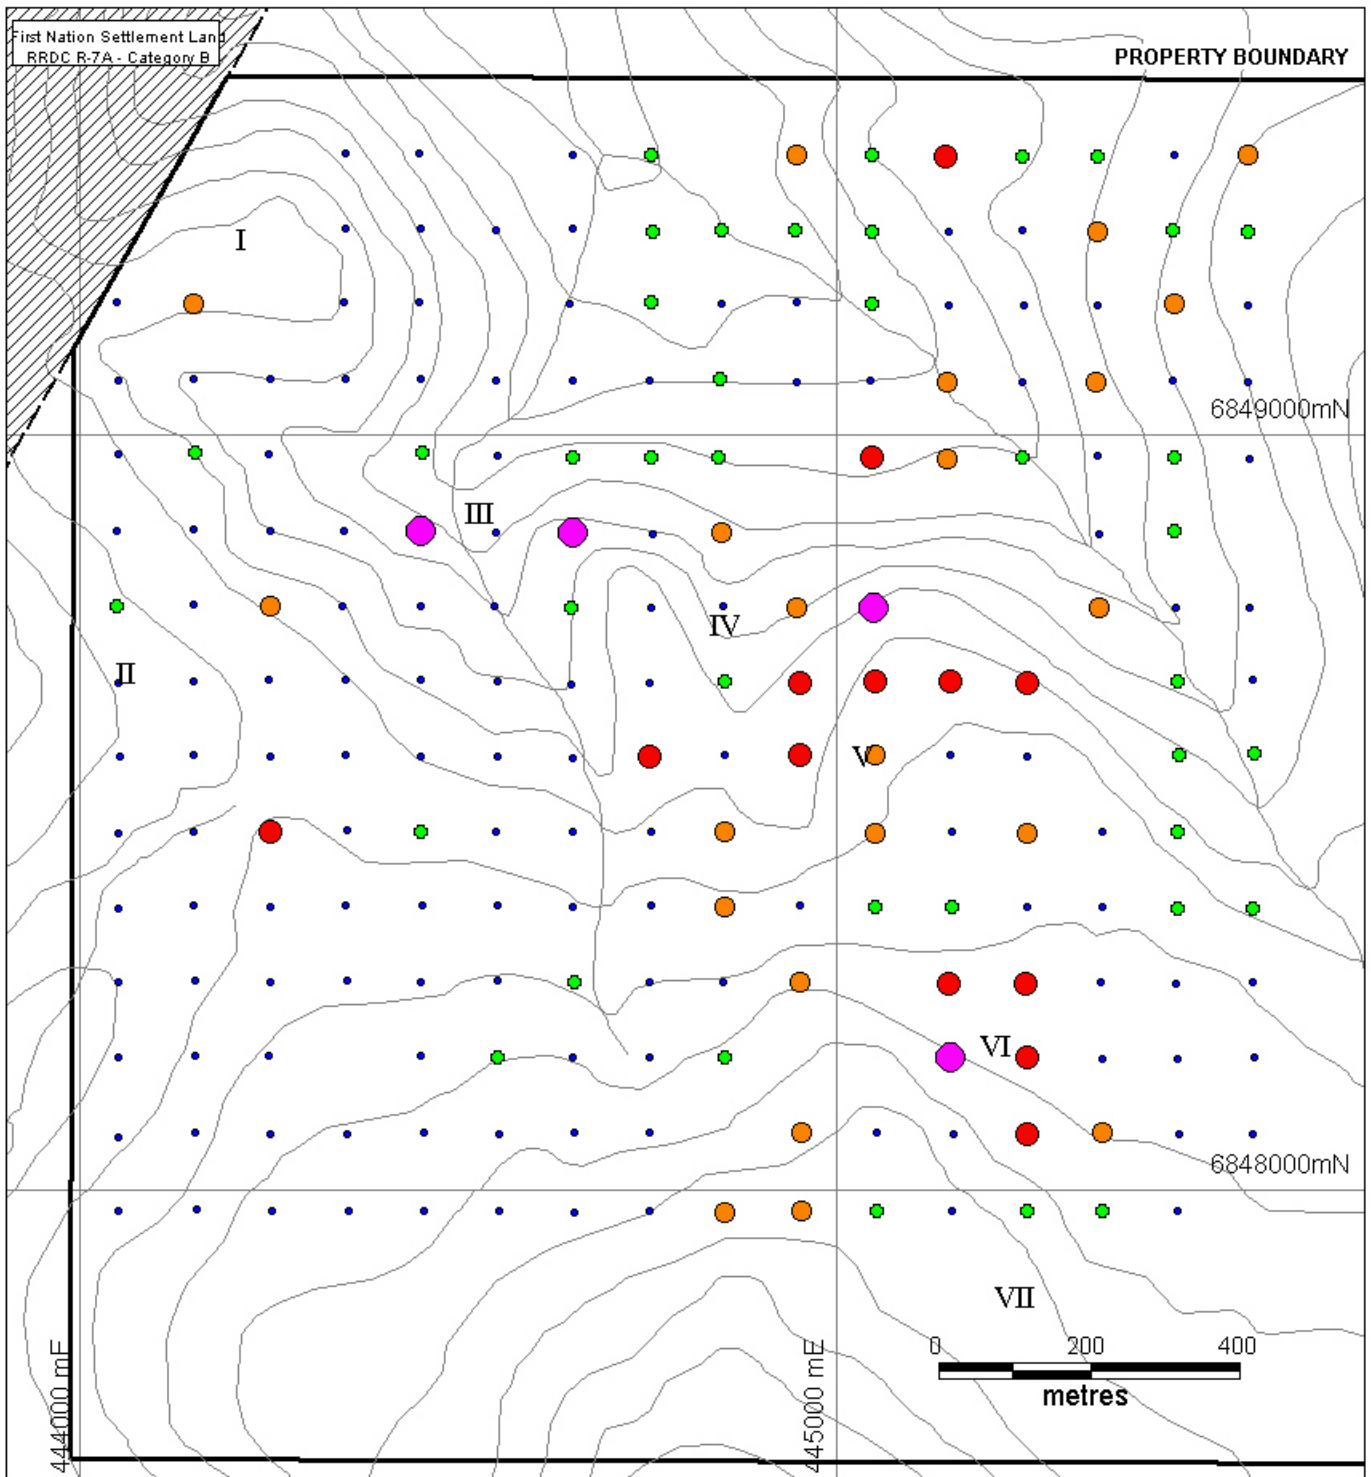 First Nation Settlement Land
RRDC R-7A - Category B
PROPERTY BOUNDARY
I
6849000mN
III
IV
II
V
VI
6848000mN
VII
444000 mE
445000 mE
0 200 400
metres